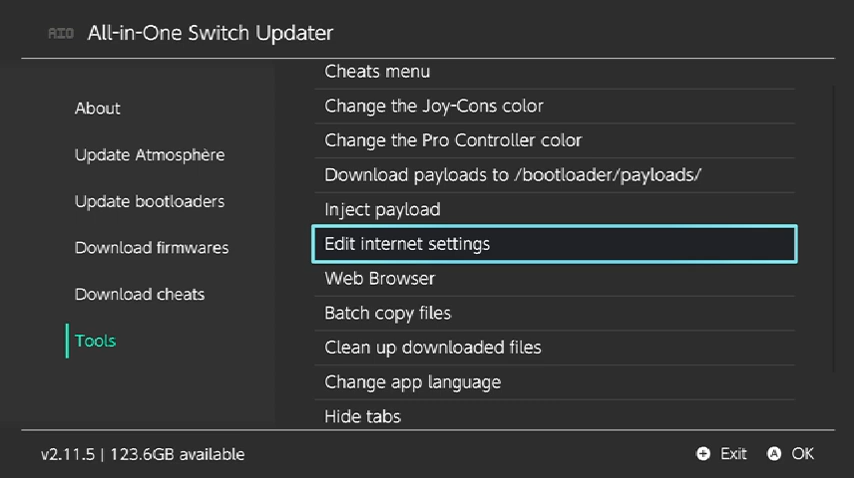 AIO All-in-One Switch Updater
About
Update Atmosphère
Update bootloaders
Download firmwares
Download cheats
Tools
Cheats menu
Change the Joy-Cons color
Change the Pro Controller color
Download payloads to /bootloader/payloads/
Inject payload
Edit internet settings
Web Browser
Batch copy files
Clean up downloaded files
Change app language
Hide tabs
v2.11.5 | 123.6GB available
+ Exit A OK